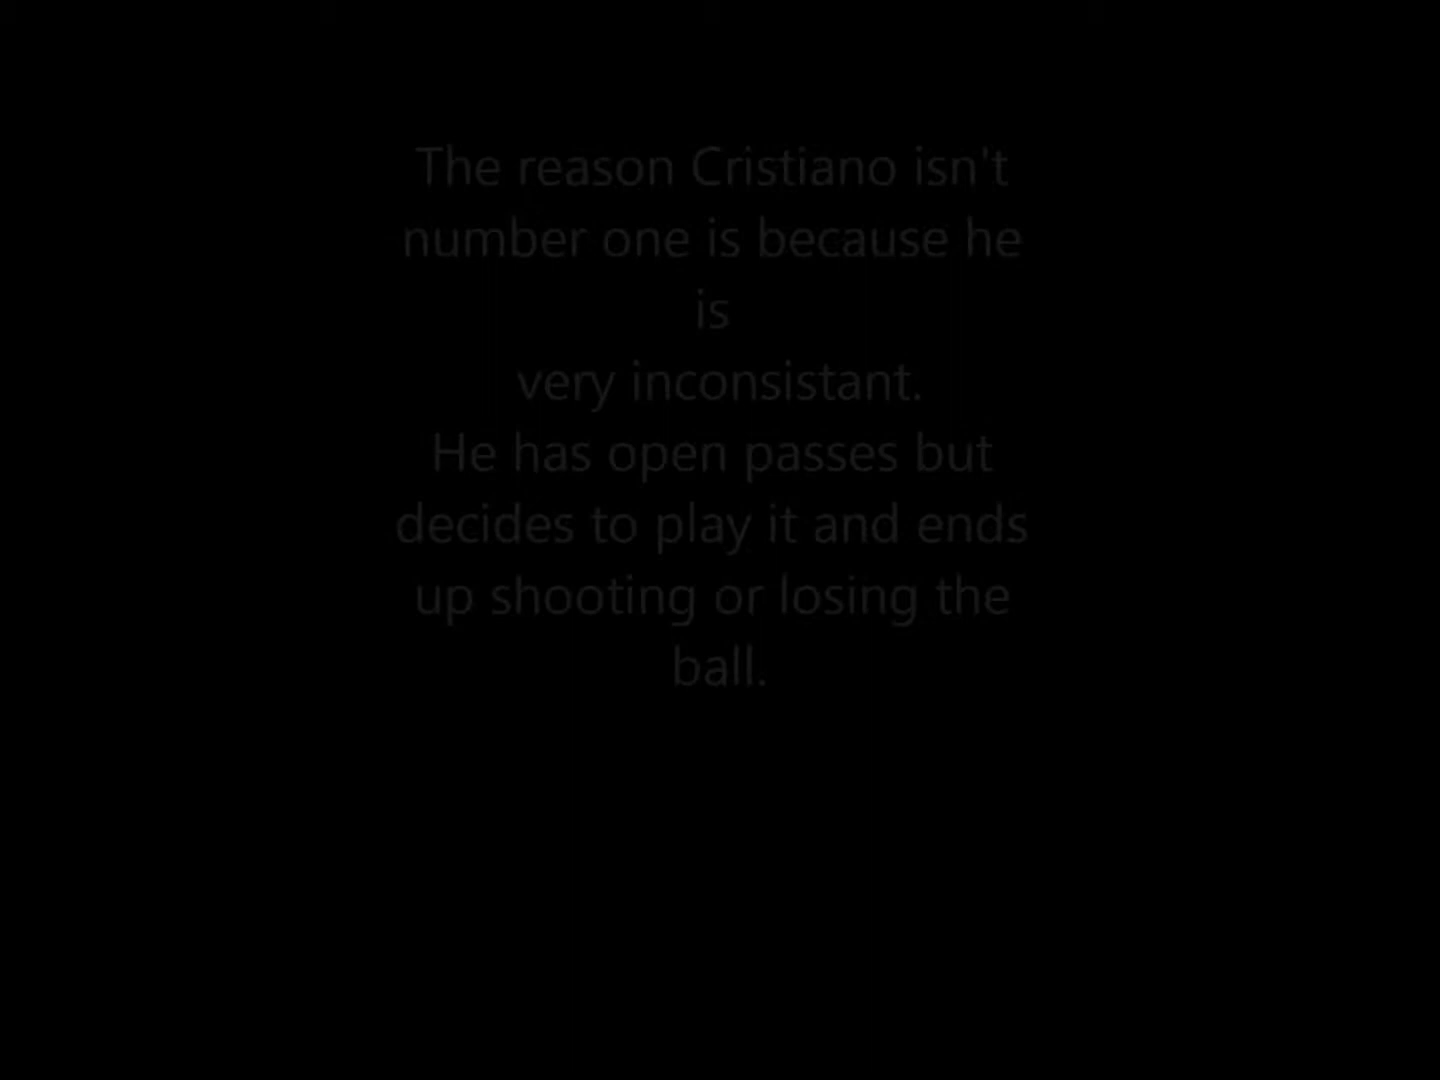 The reason Cristiano isn't
number one is because he
is
very inconsistant.
He has open passes but
decides to play it and ends
up shooting or losing the
ball.